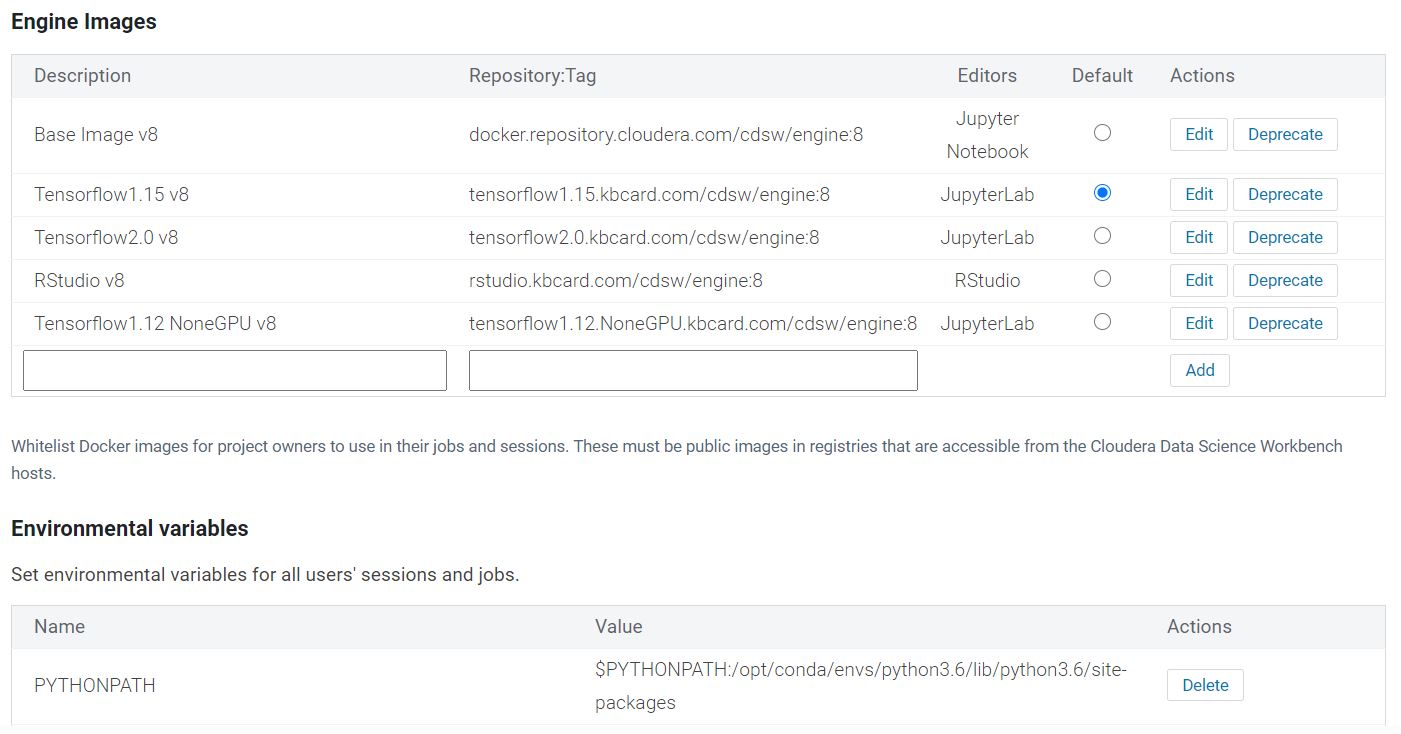 Engine Images
Description Repository:Tag Editors Default Actions
Base Image v8 docker.repository.cloudera.com/cdsw/engine:8 Jupyter Notebook Edit Deprecate
Tensorflow1.15 v8 tensorflow1.15.kbcard.com/cdsw/engine:8 JupyterLab Edit Deprecate
Tensorflow2.0 v8 tensorflow2.0.kbcard.com/cdsw/engine:8 JupyterLab Edit Deprecate
RStudio v8 rstudio.kbcard.com/cdsw/engine:8 RStudio Edit Deprecate
Tensorflow1.12 NoneGPU v8 tensorflow1.12.NoneGPU.kbcard.com/cdsw/engine:8 JupyterLab Edit Deprecate
Add
Whitelist Docker images for project owners to use in their jobs and sessions. These must be public images in registries that are accessible from the Cloudera Data Science Workbench
hosts.
Environmental variables
Set environmental variables for all users' sessions and jobs.
Name Value Actions
PYTHONPATH $PYTHONPATH:/opt/conda/envs/python3.6/lib/python3.6/site-
packages Delete